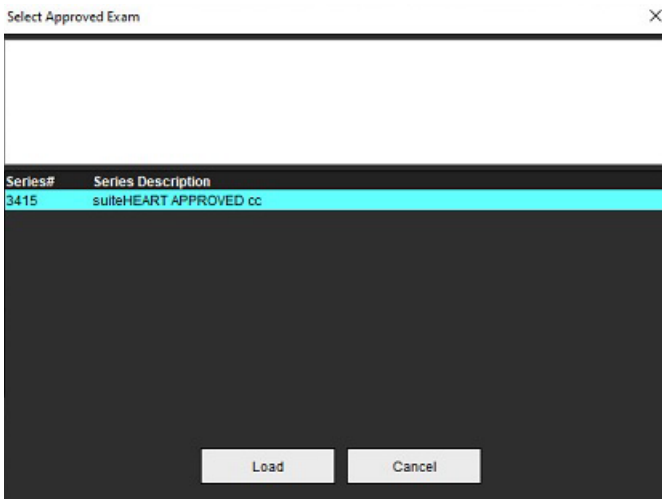 Select Approved Exam
Series# Series Description
3415 suiteHEART APPROVED cc
Load Cancel